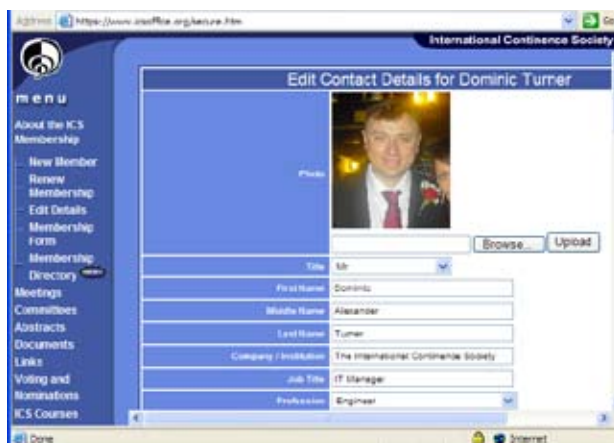 Address https://www.icsoffice.org/secure.htm Go
International Continence Society
menu
About the ICS
Membership
New Member
Renew
Membership
Edit Details
Membership
Form
Membership
Directory
Meetings
Committees
Abstracts
Documents
Links
Voting and
Nominations
ICS Courses
Edit Contact Details for Dominic Turner
Photo
Browse... Upload
Title Mr
First Name Dominic
Middle Name Alexander
Last Name Turner
Company / Institution The International Continence Society
Job Title IT Manager
Profession Engineer
Done Internet